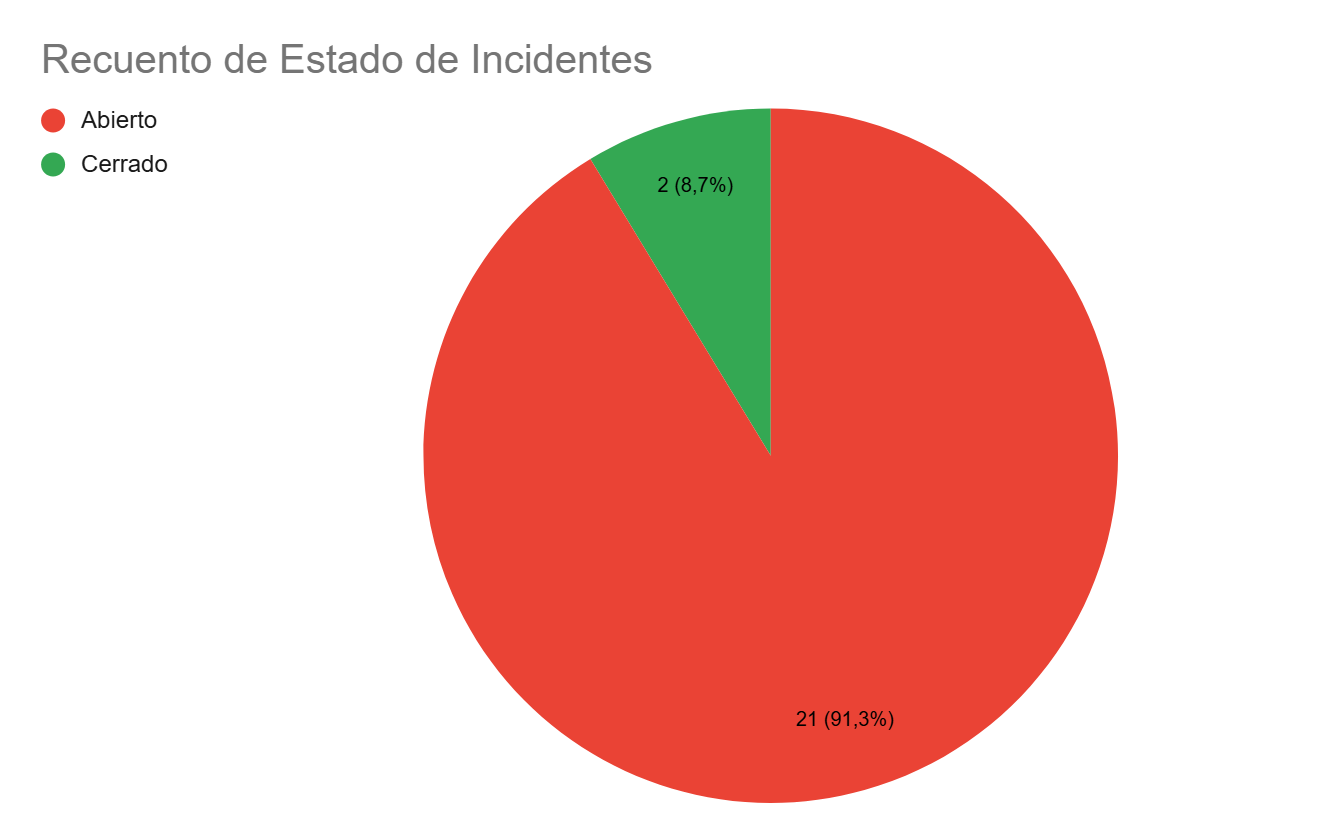 Recuento de Estado de Incidentes
Abierto
Cerrado
2 (8,7%)
21 (91,3%)